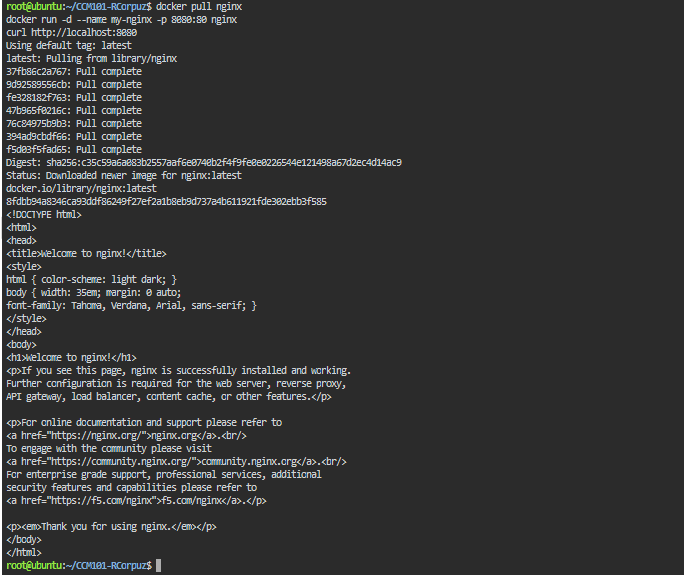 root@ubuntu:~/CCM101-RCorpuz$ docker pull nginx
docker run -d --name my-nginx -p 8080:80 nginx
curl http://localhost:8080
Using default tag: latest
latest: Pulling from library/nginx
37fb86c2a767: Pull complete
9d92589556cb: Pull complete
fe328182f763: Pull complete
47b965f0216c: Pull complete
76c84975b9b3: Pull complete
394ad9cbdf66: Pull complete
f5d03f5fad65: Pull complete
Digest: sha256:c35c59a6a083b2557aaf6e0740b2f4f9fe0e0226544e121498a67d2ec4d14ac9
Status: Downloaded newer image for nginx:latest
docker.io/library/nginx:latest
8fdbb94a8346ca93ddf86249f27ef2a1b8eb9d737a4b611921fde302ebb3f585
<!DOCTYPE html>
<html>
<head>
<title>Welcome to nginx!</title>
<style>
html { color-scheme: light dark; }
body { width: 35em; margin: 0 auto;
font-family: Tahoma, Verdana, Arial, sans-serif; }
</style>
</head>
<body>
<h1>Welcome to nginx!</h1>
<p>If you see this page, nginx is successfully installed and working.
Further configuration is required for the web server, reverse proxy,
API gateway, load balancer, content cache, or other features.</p>

<p>For online documentation and support please refer to
<a href="https://nginx.org/">nginx.org</a>.<br/>
To engage with the community please visit
<a href="https://community.nginx.org/">community.nginx.org</a>.<br/>
For enterprise grade support, professional services, additional
security features and capabilities please refer to
<a href="https://f5.com/nginx">f5.com/nginx</a>.</p>

<p><em>Thank you for using nginx.</em></p>
</body>
</html>
root@ubuntu:~/CCM101-RCorpuz$